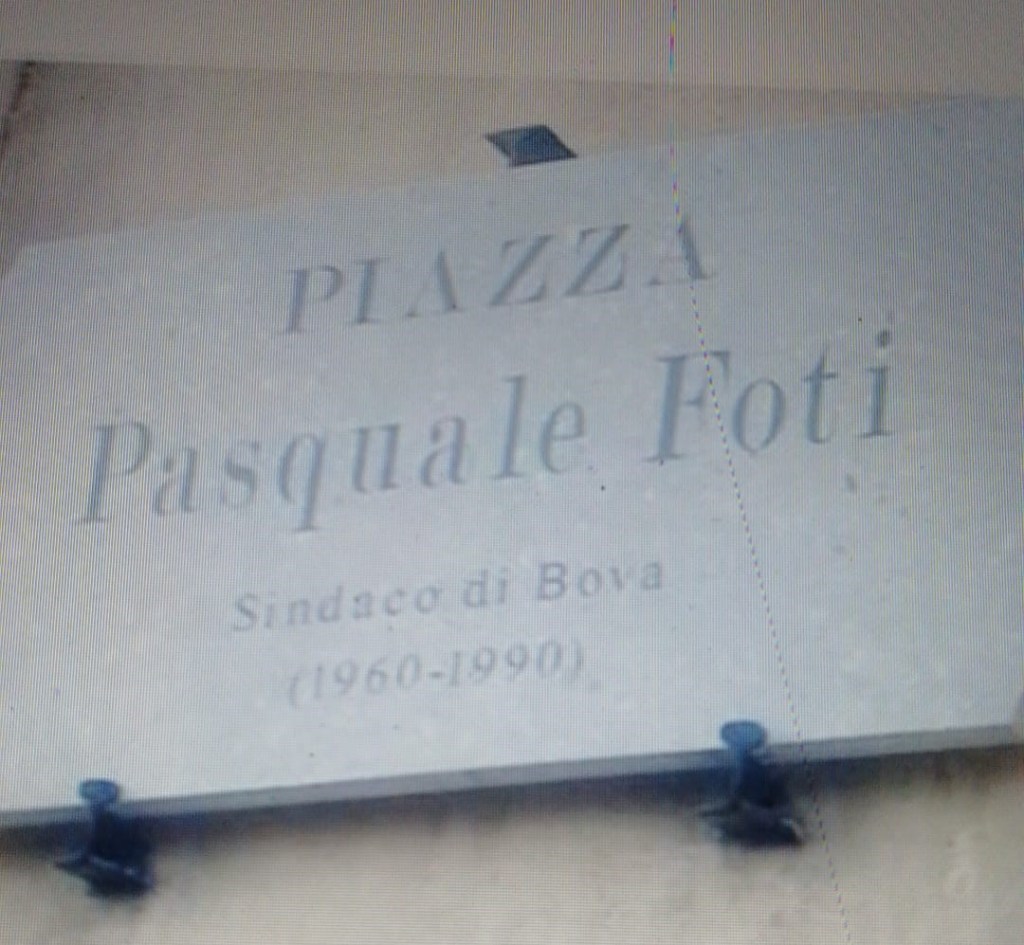 PIAZZA
Pasquale Foti
Sindaco di Bova
(1960-1990)